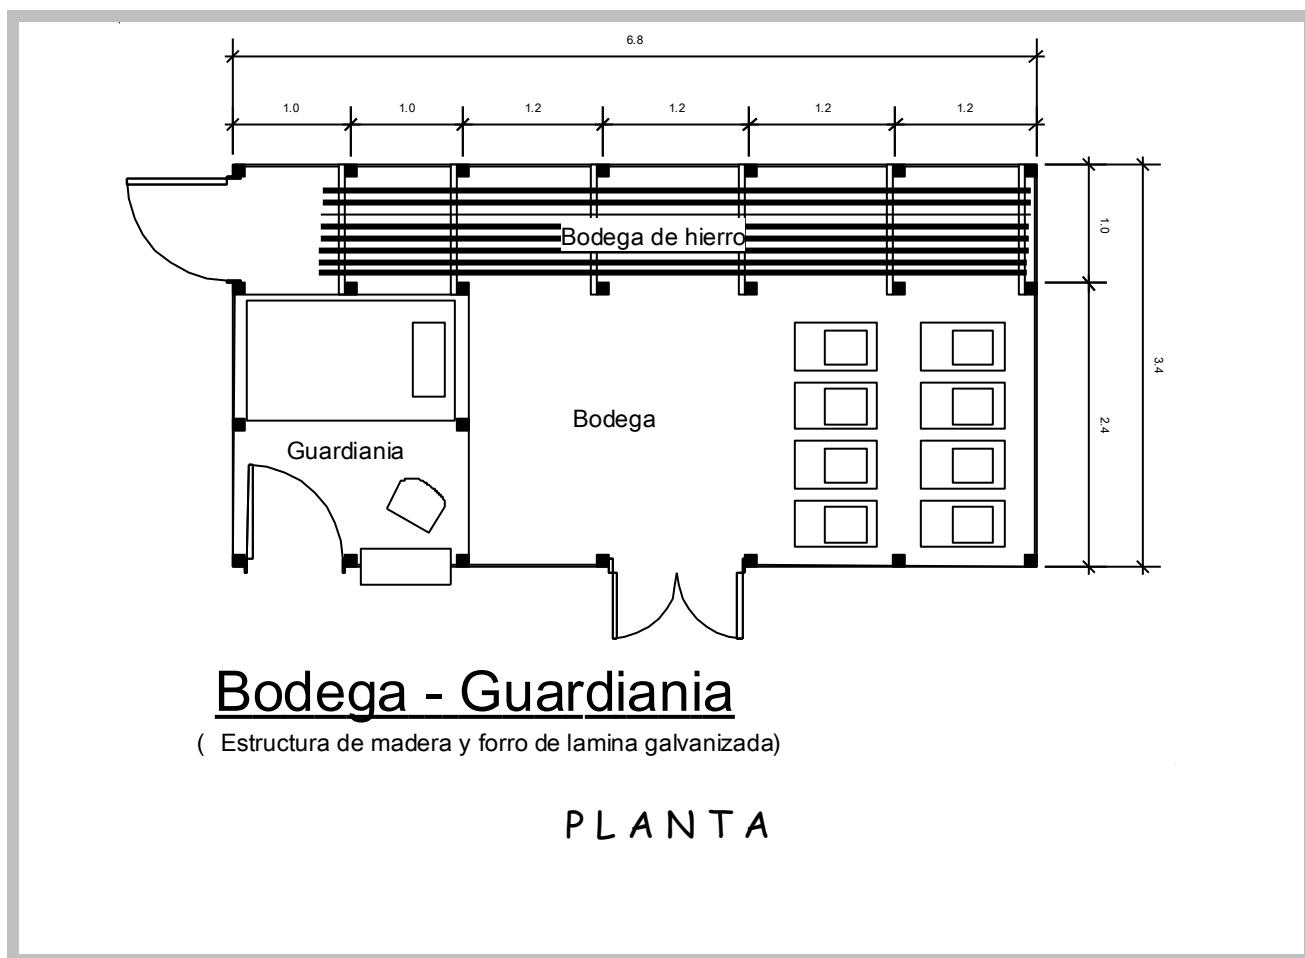 6.8
1.0 1.0 1.2 1.2 1.2 1.2
Bodega de hierro
1.0
3.4
Bodega
2.4
Guardiania
Bodega - Guardiania
( Estructura de madera y forro de lamina galvanizada)
PLANTA